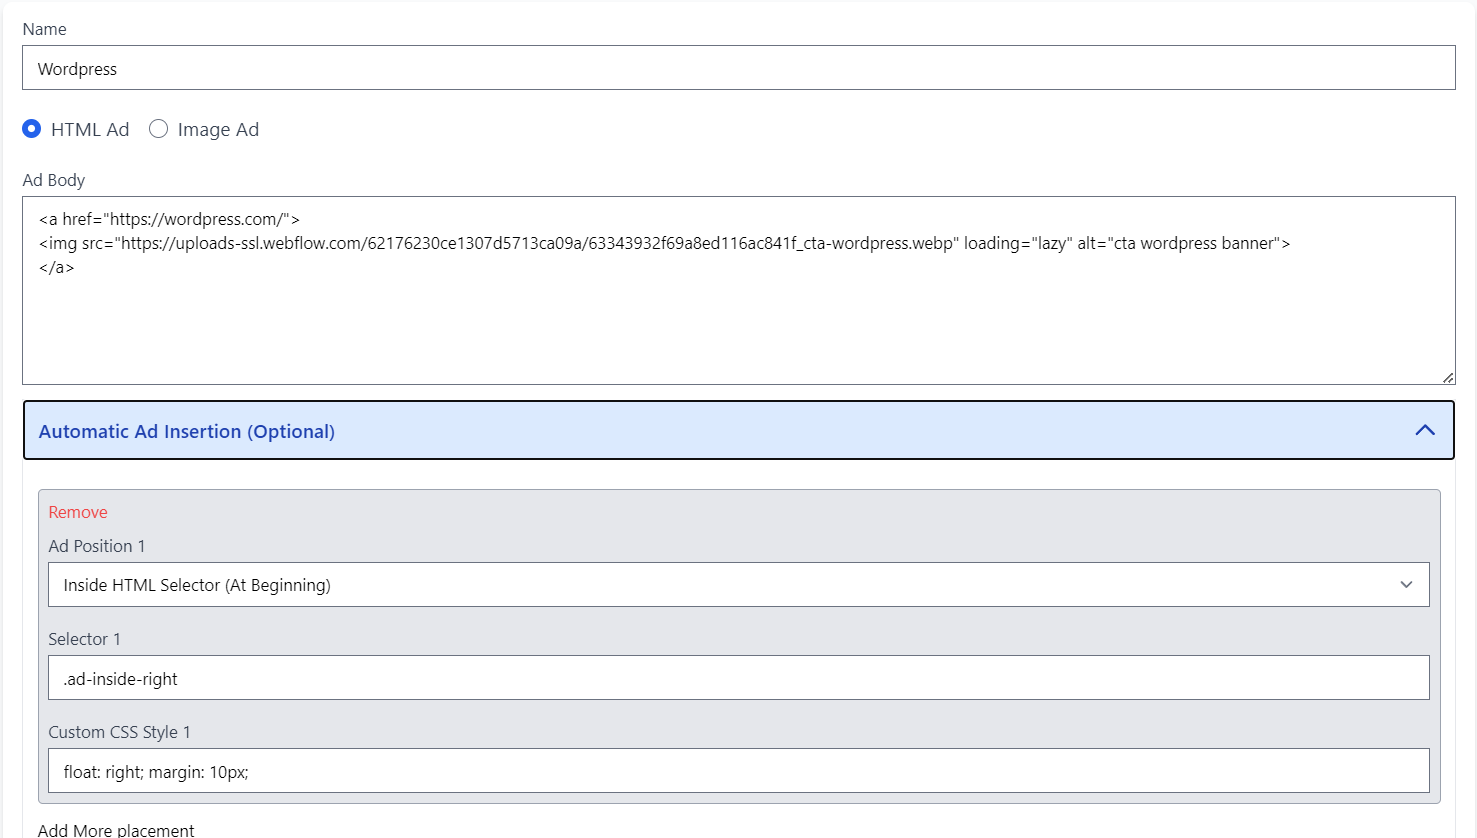 Name
Wordpress
HTML Ad Image Ad
Ad Body
<a href="https://wordpress.com/">
<img src="https://uploads-ssl.webflow.com/62176230ce1307d5713ca09a/63343932f69a8ed116ac841f_cta-wordpress.webp" loading="lazy" alt="cta wordpress banner">
</a>
Automatic Ad Insertion (Optional)
Remove
Ad Position 1
Inside HTML Selector (At Beginning)
Selector 1
.ad-inside-right
Custom CSS Style 1
float: right; margin: 10px;
Add More placement